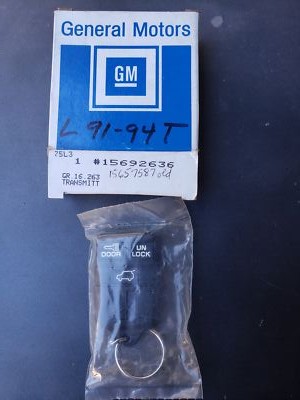 General Motors
GM
L 91-94 T
75L3
1 #15692636
15657587 old
GR 16.263
TRANSMITT
UN
DOOR LOCK